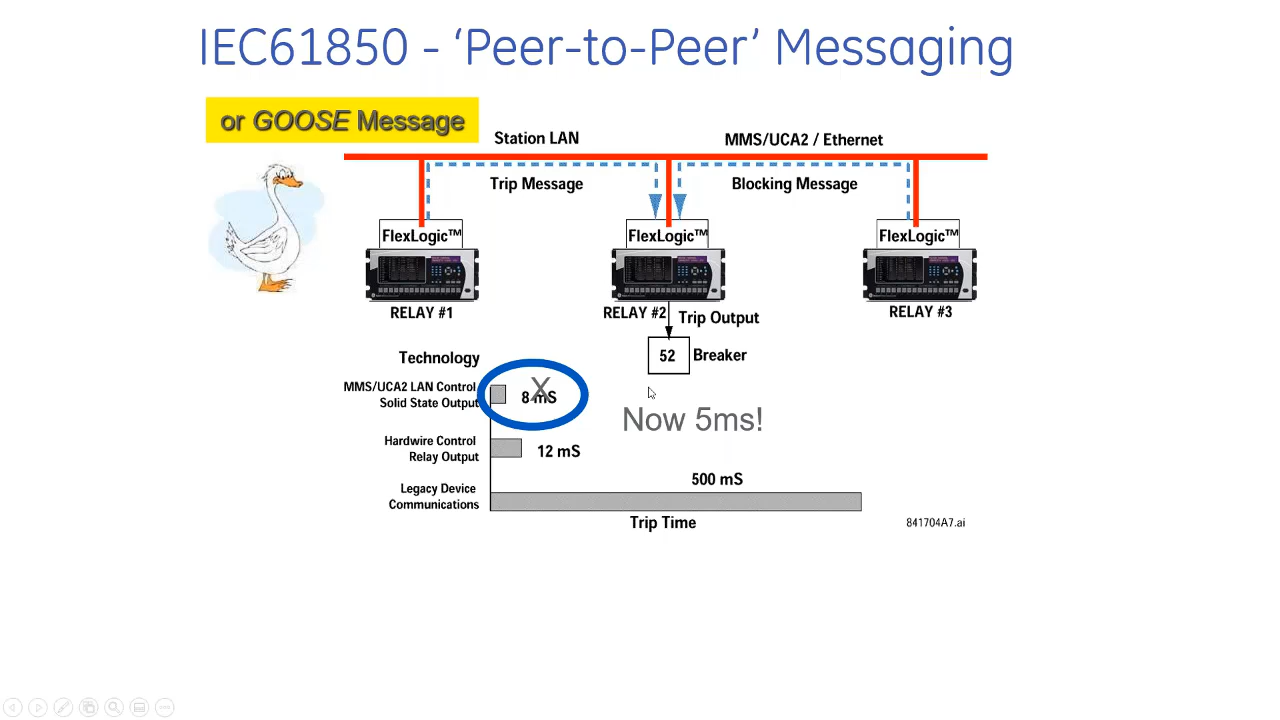 IEC61850 - ‘Peer-to-Peer’ Messaging
or GOOSE Message
Station LAN
MMS/UCA2 / Ethernet
Trip Message
Blocking Message
FlexLogic™
FlexLogic™
FlexLogic™
RELAY #1
RELAY #2
RELAY #3
Trip Output
52
Breaker
Technology
MMS/UCA2 LAN Control
Solid State Output
8 mS
X
Now 5ms!
Hardwire Control
Relay Output
12 mS
Legacy Device
Communications
500 mS
Trip Time
841704A7.ai